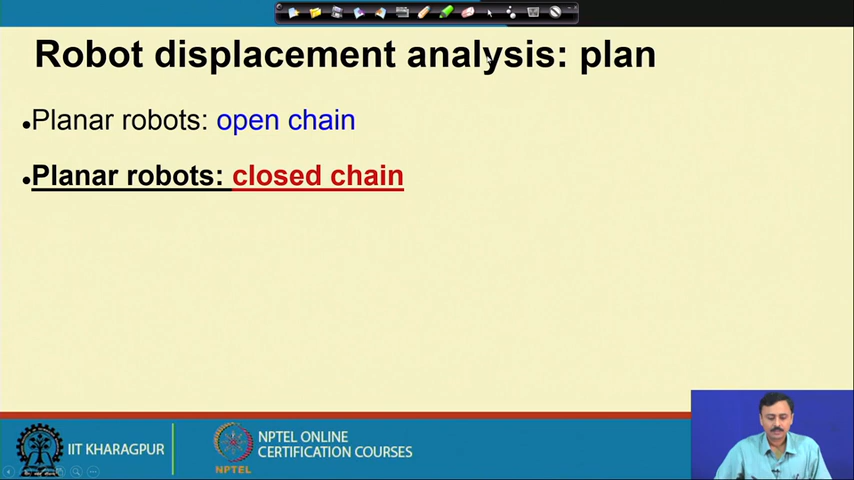 Robot displacement analysis: plan
Planar robots: open chain
Planar robots: closed chain
IIT KHARAGPUR
NPTEL
NPTEL ONLINE
CERTIFICATION COURSES